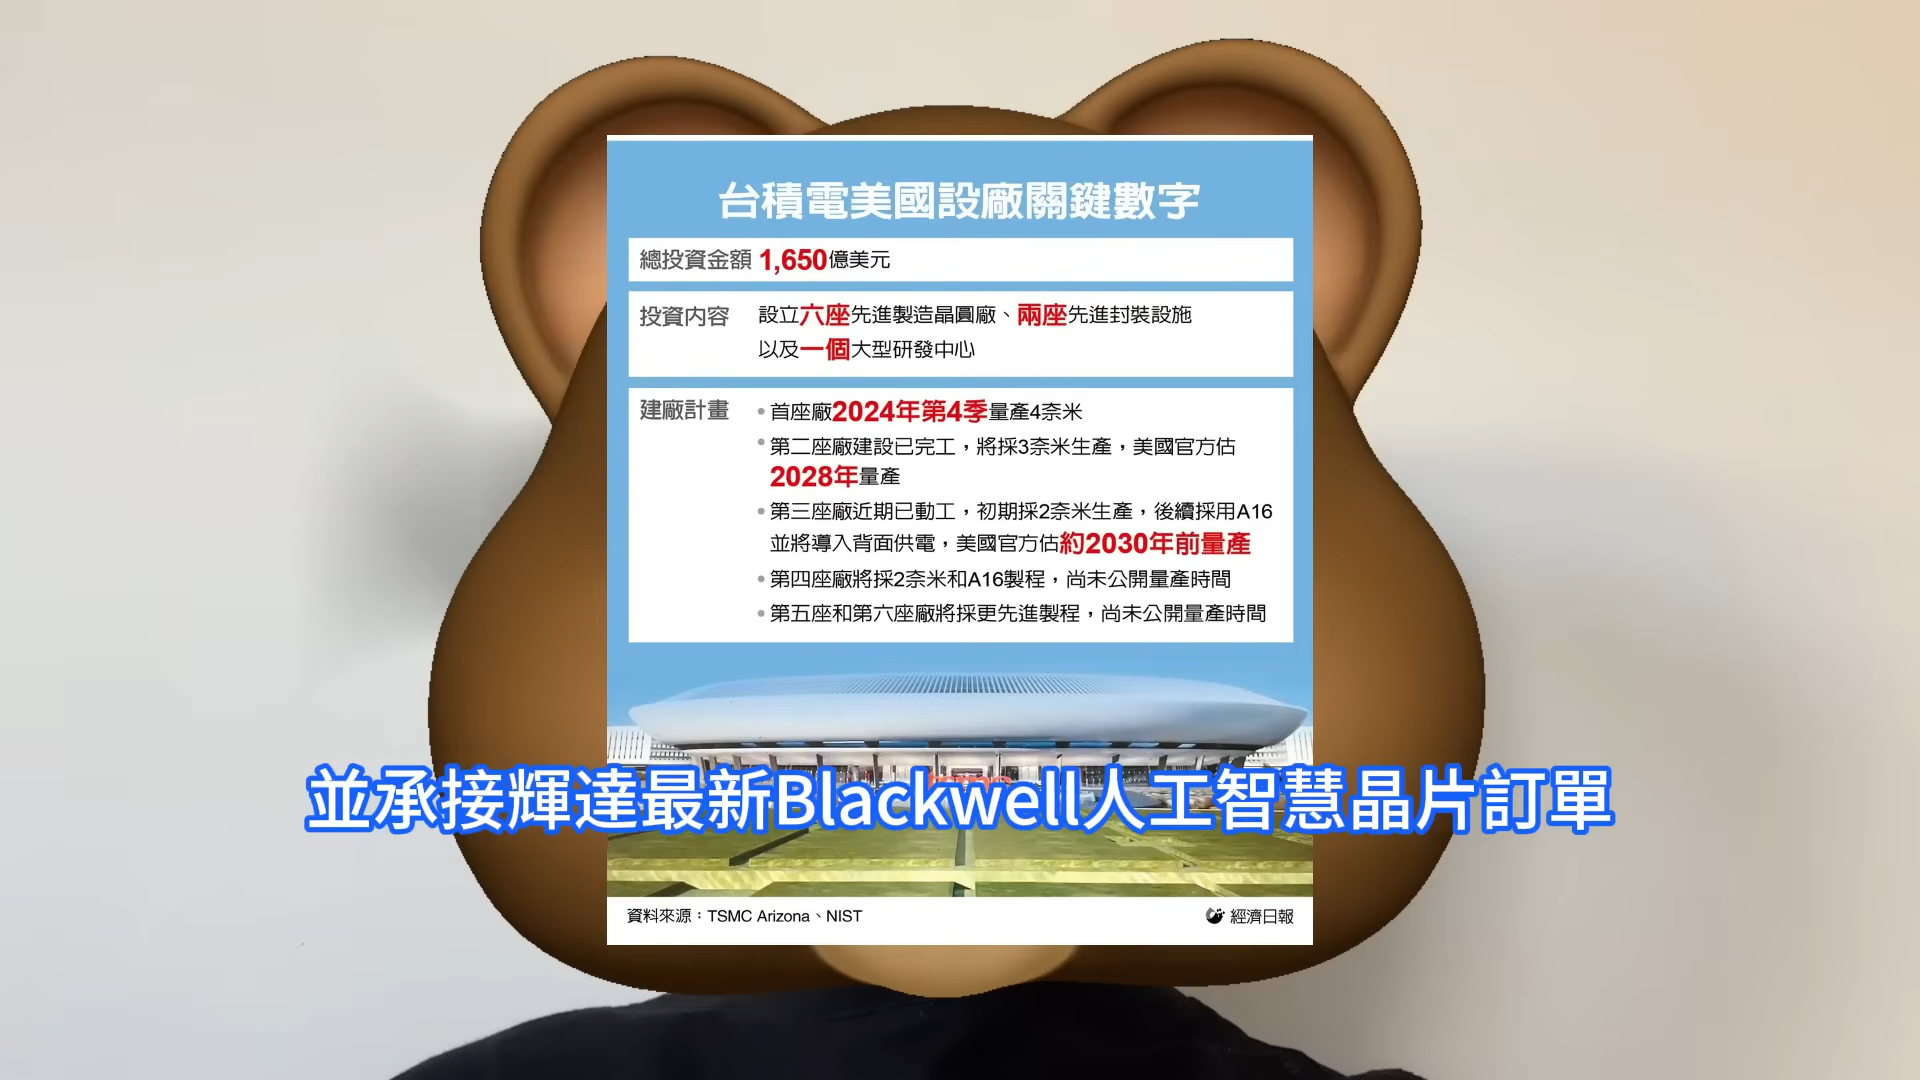 台積電美國設廠關鍵數字
總投資金額 1,650億美元
投資內容 設立六座先進製造晶圓廠、兩座先進封裝設施
以及一個大型研發中心
建廠計畫 •首座廠2024年第4季量產4奈米
•第二座廠建設已完工，將採3奈米生產，美國官方估
2028年量產
•第三座廠近期已動工，初期採2奈米生產，後續採用A16
並將導入背面供電，美國官方估約2030年前量產
•第四座廠將採2奈米和A16製程，尚未公開量產時間
•第五座和第六座廠將採更先進製程，尚未公開量產時間
並承接輝達最新Blackwell人工智慧晶片訂單
資料來源：TSMC Arizona、NIST 經濟日報